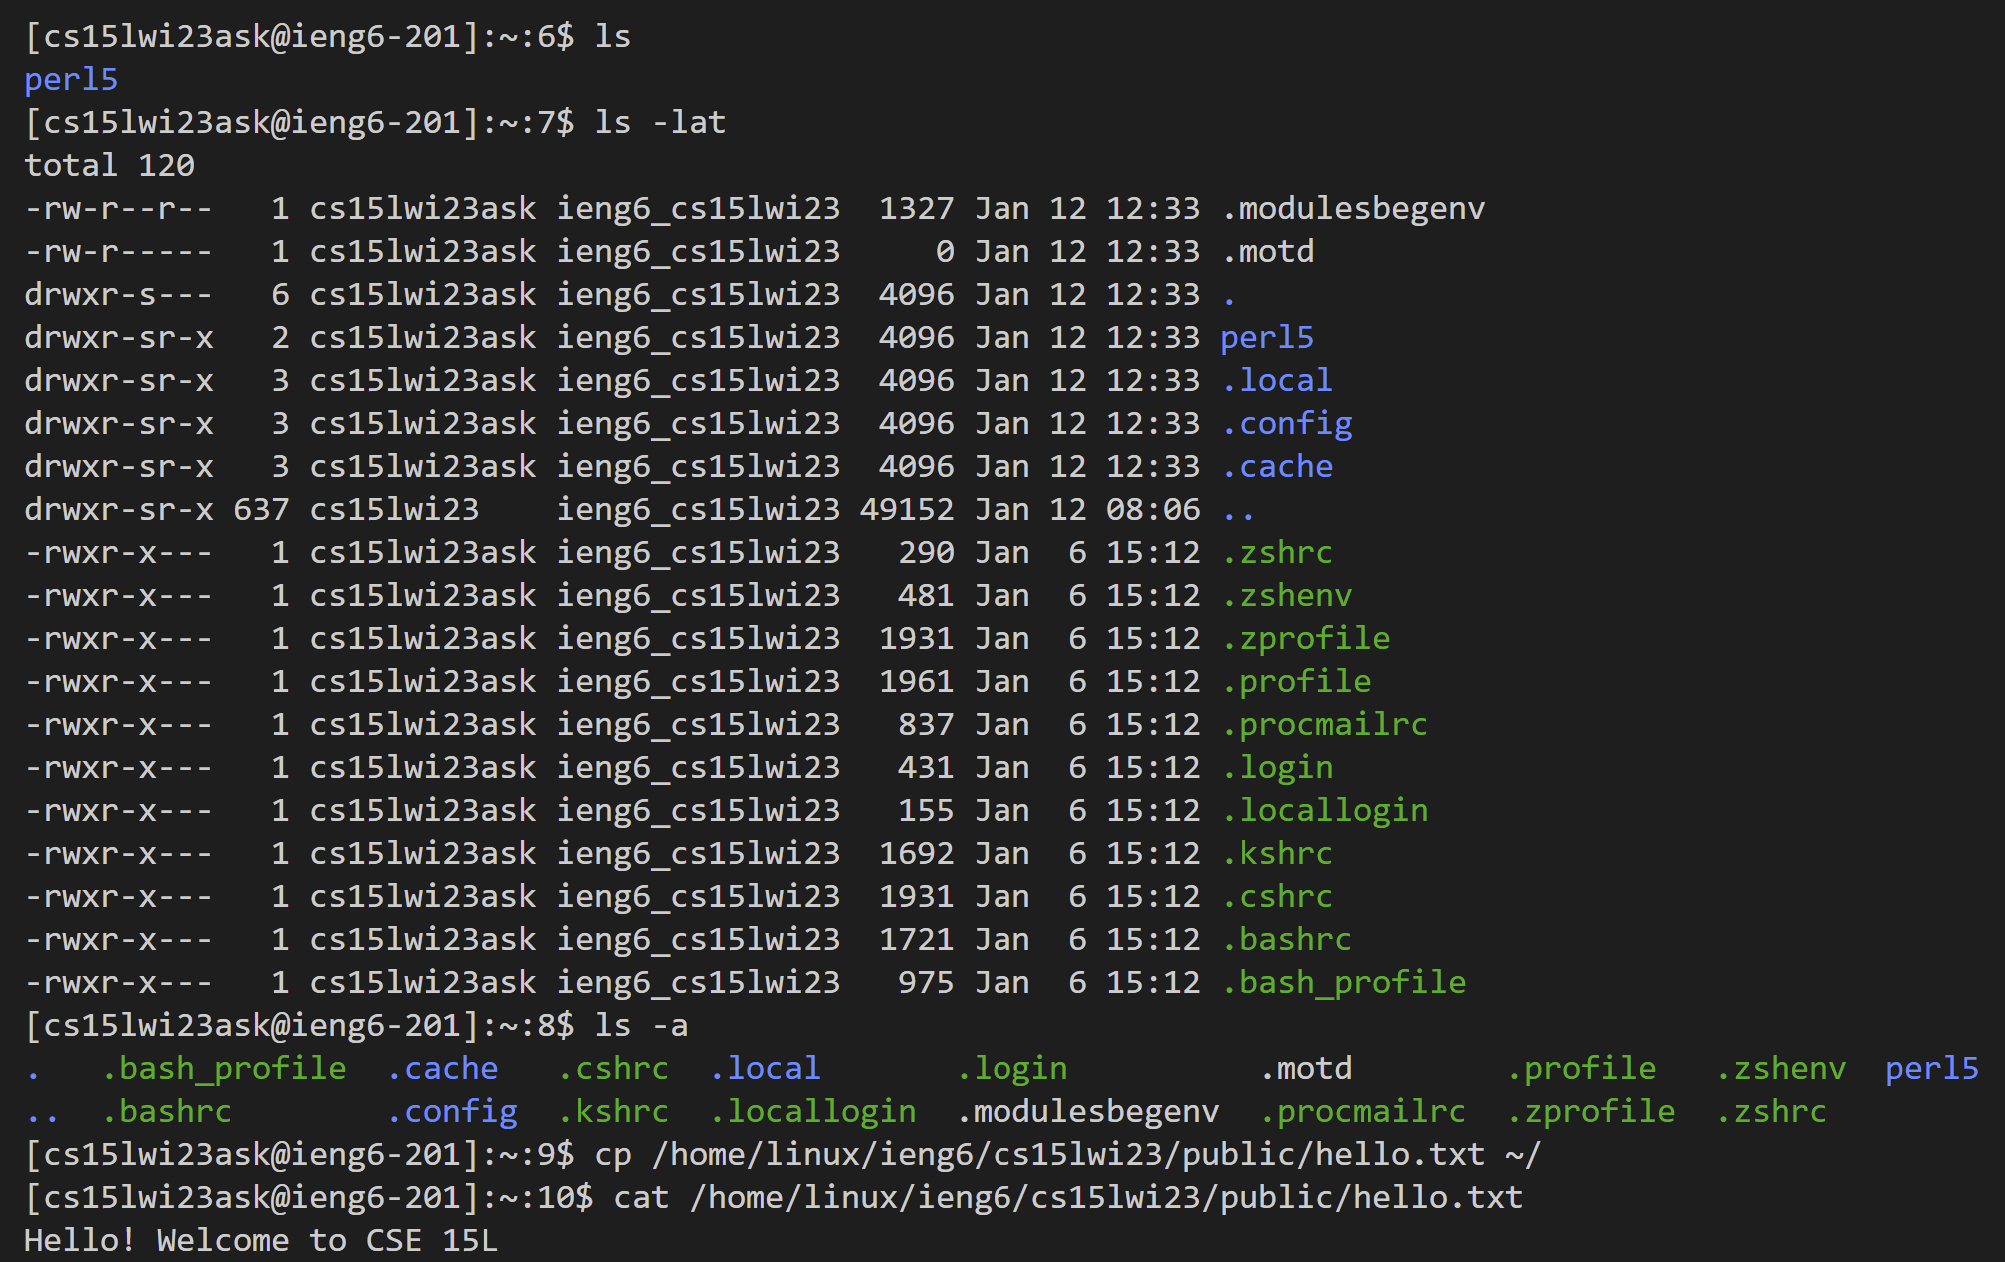 [cs15lwi23ask@ieng6-201]:~:6$ ls
perl5
[cs15lwi23ask@ieng6-201]:~:7$ ls -lat
total 120
-rw-r--r--   1 cs15lwi23ask ieng6_cs15lwi23  1327 Jan 12 12:33 .modulesbegenv
-rw-r-----   1 cs15lwi23ask ieng6_cs15lwi23     0 Jan 12 12:33 .motd
drwxr-s---   6 cs15lwi23ask ieng6_cs15lwi23  4096 Jan 12 12:33 .
drwxr-sr-x   2 cs15lwi23ask ieng6_cs15lwi23  4096 Jan 12 12:33 perl5
drwxr-sr-x   3 cs15lwi23ask ieng6_cs15lwi23  4096 Jan 12 12:33 .local
drwxr-sr-x   3 cs15lwi23ask ieng6_cs15lwi23  4096 Jan 12 12:33 .config
drwxr-sr-x   3 cs15lwi23ask ieng6_cs15lwi23  4096 Jan 12 12:33 .cache
drwxr-sr-x 637 cs15lwi23    ieng6_cs15lwi23 49152 Jan 12 08:06 ..
-rwxr-x---   1 cs15lwi23ask ieng6_cs15lwi23   290 Jan  6 15:12 .zshrc
-rwxr-x---   1 cs15lwi23ask ieng6_cs15lwi23   481 Jan  6 15:12 .zshenv
-rwxr-x---   1 cs15lwi23ask ieng6_cs15lwi23  1931 Jan  6 15:12 .zprofile
-rwxr-x---   1 cs15lwi23ask ieng6_cs15lwi23  1961 Jan  6 15:12 .profile
-rwxr-x---   1 cs15lwi23ask ieng6_cs15lwi23   837 Jan  6 15:12 .procmailrc
-rwxr-x---   1 cs15lwi23ask ieng6_cs15lwi23   431 Jan  6 15:12 .login
-rwxr-x---   1 cs15lwi23ask ieng6_cs15lwi23   155 Jan  6 15:12 .locallogin
-rwxr-x---   1 cs15lwi23ask ieng6_cs15lwi23  1692 Jan  6 15:12 .kshrc
-rwxr-x---   1 cs15lwi23ask ieng6_cs15lwi23  1931 Jan  6 15:12 .cshrc
-rwxr-x---   1 cs15lwi23ask ieng6_cs15lwi23  1721 Jan  6 15:12 .bashrc
-rwxr-x---   1 cs15lwi23ask ieng6_cs15lwi23   975 Jan  6 15:12 .bash_profile
[cs15lwi23ask@ieng6-201]:~:8$ ls -a
.   .bash_profile  .cache   .cshrc  .local       .login          .motd        .profile   .zshenv  perl5
..  .bashrc        .config  .kshrc  .locallogin  .modulesbegenv  .procmailrc  .zprofile  .zshrc
[cs15lwi23ask@ieng6-201]:~:9$ cp /home/linux/ieng6/cs15lwi23/public/hello.txt ~/
[cs15lwi23ask@ieng6-201]:~:10$ cat /home/linux/ieng6/cs15lwi23/public/hello.txt
Hello! Welcome to CSE 15L